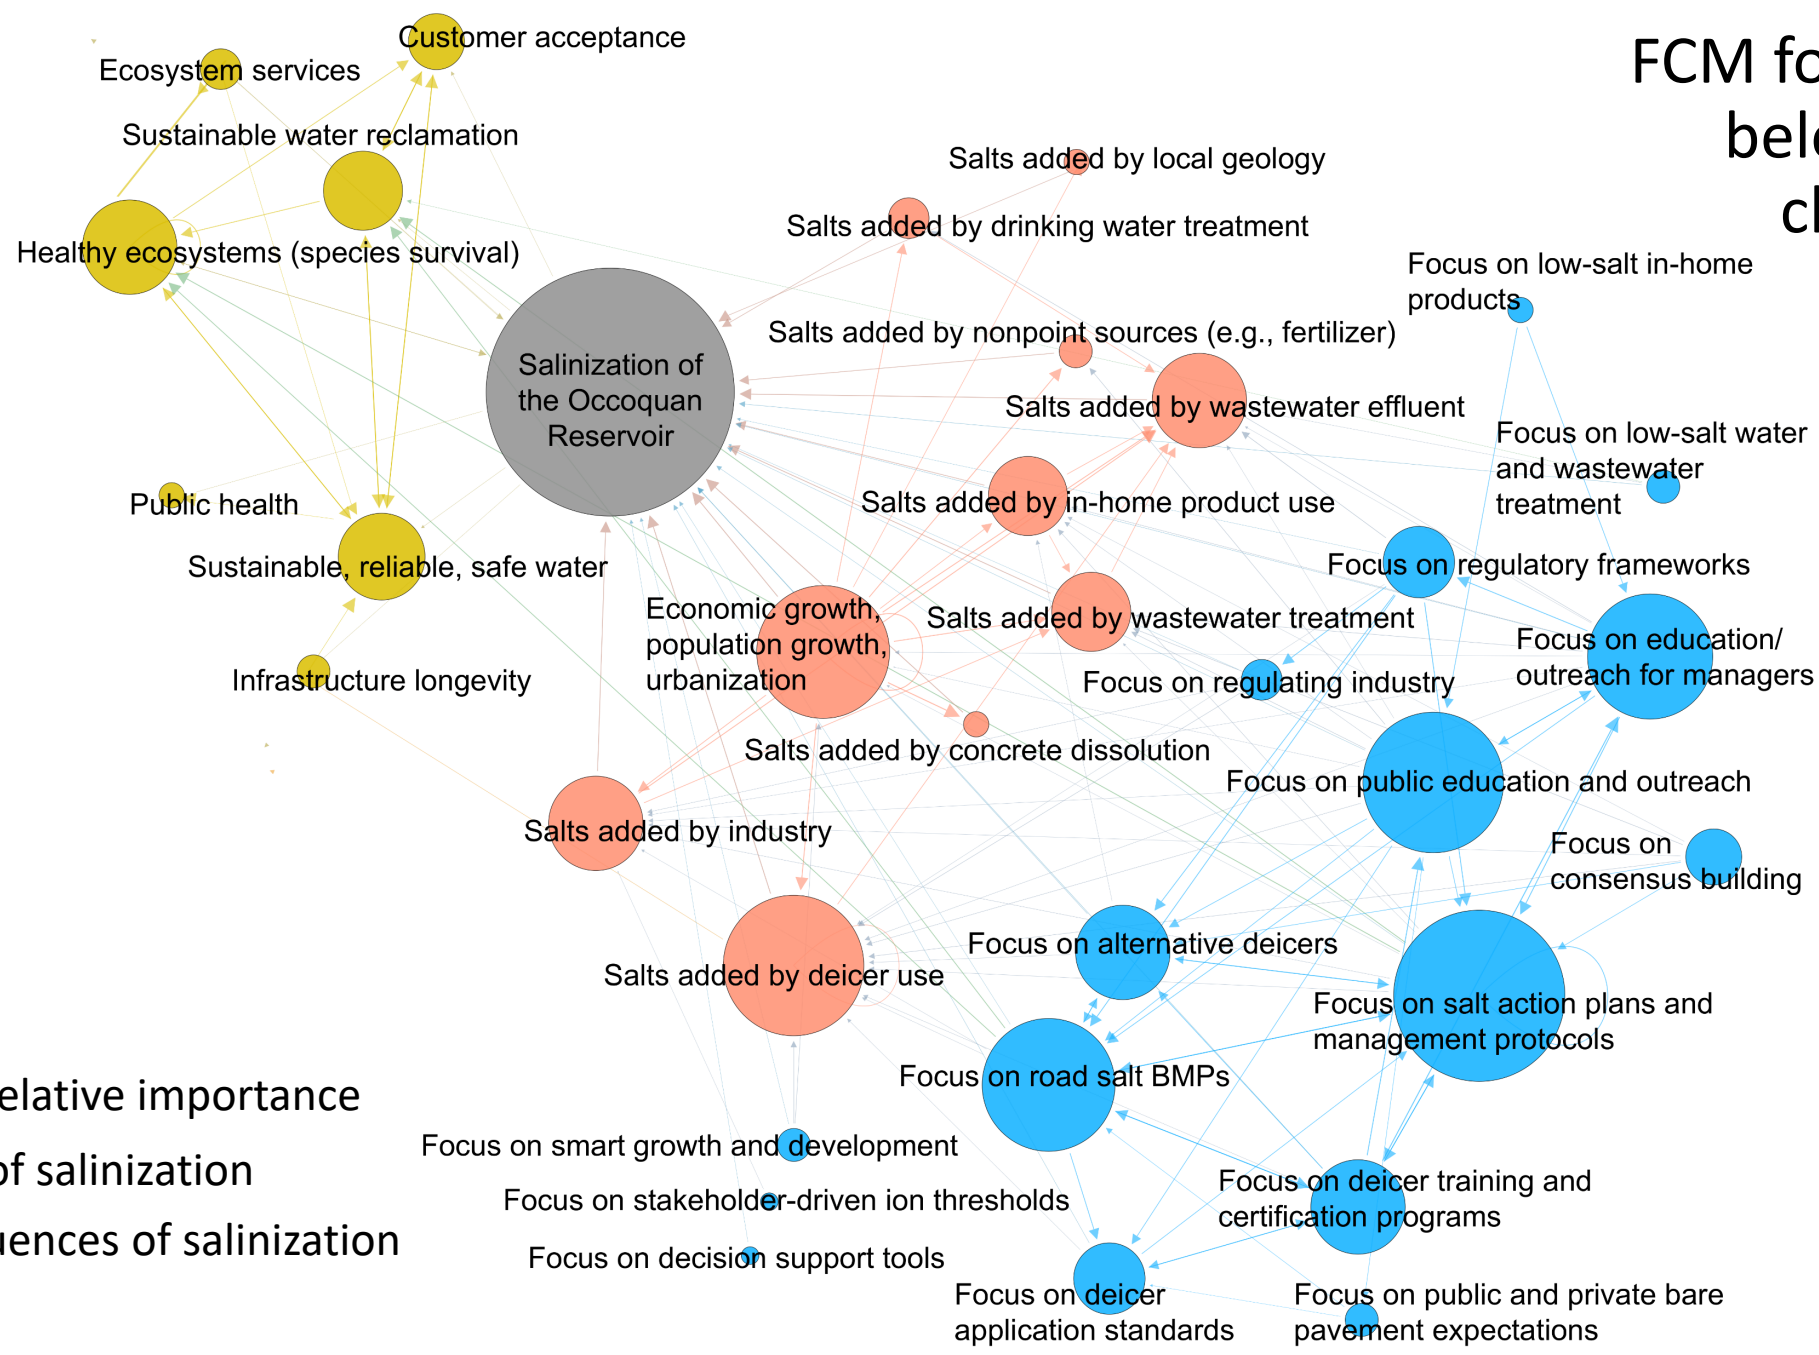 FCM fo
Customer acceptance
Ecosystem services
Sustainable water reclamation
Healthy ecosystems (species survival)
Salts added by local geology
Salts added by drinking water treatment
Focus on low-salt in-home
products
Salts added by nonpoint sources (e.g., fertilizer)
Salinization of
the Occoquan
Reservoir
Salts added by wastewater effluent
Focus on low-salt water
and wastewater
treatment
Public health
Salts added by in-home product use
Sustainable, reliable, safe water
Focus on regulatory frameworks
Economic growth,
population growth,
urbanization
Salts added by wastewater treatment
Focus on education/
outreach for managers
Infrastructure longevity
Focus on regulating industry
Salts added by concrete dissolution
Focus on public education and outreach
Salts added by industry
Focus on
consensus building
Focus on alternative deicers
Salts added by deicer use
Focus on salt action plans and
management protocols
Focus on road salt BMPs
elative importance
Focus on smart growth and development
of salinization
Focus on deicer training and
certification programs
Focus on stakeholder-driven ion thresholds
uences of salinization
Focus on decision support tools
Focus on deicer
application standards
Focus on public and private bare
pavement expectations